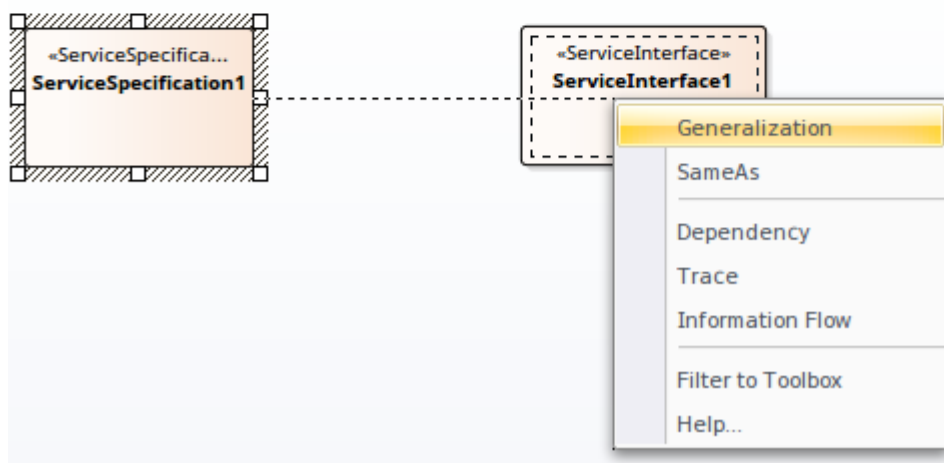 «ServiceSpecifica...
ServiceSpecification1
«ServiceInterface»
ServiceInterface1
Generalization
SameAs
Dependency
Trace
Information Flow
Filter to Toolbox
Help...